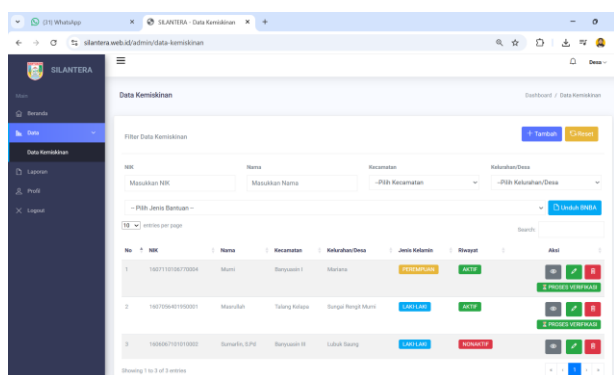 (31) WhatsApp
SILANTERA - Data Kemiskinan
silantera.web.id/admin/data-kemiskinan
SILANTERA
Desa
Main
Data Kemiskinan
Dashboard / Data Kemiskinan
Beranda
Data
Filter Data Kemiskinan
+ Tambah
Reset
Data Kemiskinan
Laporan
NIK
Nama
Kecamatan
Kelurahan/Desa
Masukkan NIK
Masukkan Nama
--Pilih Kecamatan
--Pilih Kelurahan/Desa
Profil
Logout
-- Pilih Jenis Bantuan --
Unduh BNBA
10 entries per page
Search:
No NIK Nama Kecamatan Kelurahan/Desa Jenis Kelamin Riwayat Aksi
1 Murni Banyuasin I Mariana PEREMPUAN AKTIF
PROSES VERIFIKASI
2 Talang Kelapa Sungai Rengit Murni LAKI-LAKI AKTIF
PROSES VERIFIKASI
3 Banyuasin III Lubuk Saung LAKI-LAKI NONAKTIF
Showing 1 to 3 of 3 entries
« ‹ 1 › »